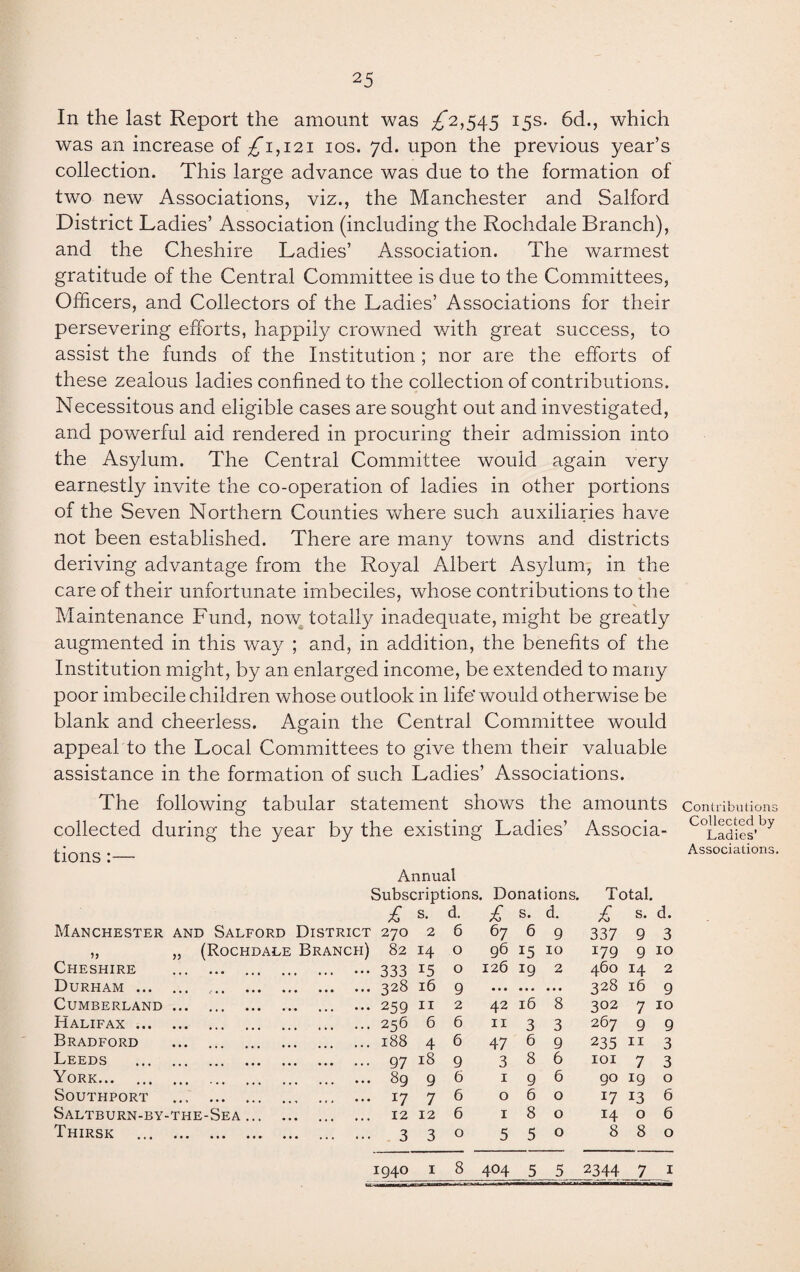 25
In the last Report the amount was £2,545 15s. 6d., which
was an increase of £1,121 10s. 7d. upon the previous year’s
collection. This large advance was due to the formation of
two new Associations, viz., the Manchester and Salford
District Ladies’ Association (including the Rochdale Branch),
and the Cheshire Ladies’ Association. The warmest
gratitude of the Central Committee is due to the Committees,
Officers, and Collectors of the Ladies’ Associations for their
persevering efforts, happily crowned with great success, to
assist the funds of the Institution ; nor are the efforts of
these zealous ladies confined to the collection of contributions.
Necessitous and eligible cases are sought out and investigated,
and powerful aid rendered in procuring their admission into
the Asylum. The Central Committee would again very
earnestly invite the co-operation of ladies in other portions
of the Seven Northern Counties where such auxiliaries have
not been established. There are many towns and districts
deriving advantage from the Royal Albert Asylum, in the
care of their unfortunate imbeciles, whose contributions to the
Maintenance Fund, now totally inadequate, might be greatly
augmented in this way ; and, in addition, the benefits of the
Institution might, by an enlarged income, be extended to many
poor imbecile children whose outlook in life would otherwise be
blank and cheerless. Again the Central Committee would
appeal to the Local Committees to give them their valuable
assistance in the formation of such Ladies’ Associations.
The following tabular statement shows the amounts
collected during the year by the existing Ladies’ Associa-
tions :—
Contributions
Collected by
Ladies’
Associations.
Annual
Subscriptions. Donations. Total.
£ s. d. £ s. d. £ s. d.
Manchester and Salford District 270 2 6 67 6 9 337 9 3
„ „ (Rochdale Branch) 82 14 0 96 15 10 179 9 10
Cheshire ... ... ... ... ... ... ... 333 15 0 126 19 2 460 14 2
Durham ... ... ... ... ... ... ... ... 328 16 9 ... ... ... 328 16 9
Cumberland ... ... ... ... ... ... ... 259 11 2 42 16 8 302 7 10
Halifax ... ... ... ... ... ... ... ... 256 6 6 11 3 3 267 9 9
Bradford ... ... ... ... ... ... ... 188 4 6 47 6 9 235 11 3
Leeds ... ... ... ... ... ... ... ... 97 18 9 3 8 6 101 7 3
York... ... ... ... ... ... ... ... ... 89 9 6 1 9 6 90 19 0
Southport ... ... ... ... ... ... ... 17 7 6 0 6 0 17 13 6
Saltburn-by-the-Sea ... ... ... ... ... 12 12 6 1 8 0 14 0 6
Thirsk ... ... ... ... ... ... ... ... 3 3 0 5 5 0 8 8 0
1940 1 8 404 5 5 2344 7 1